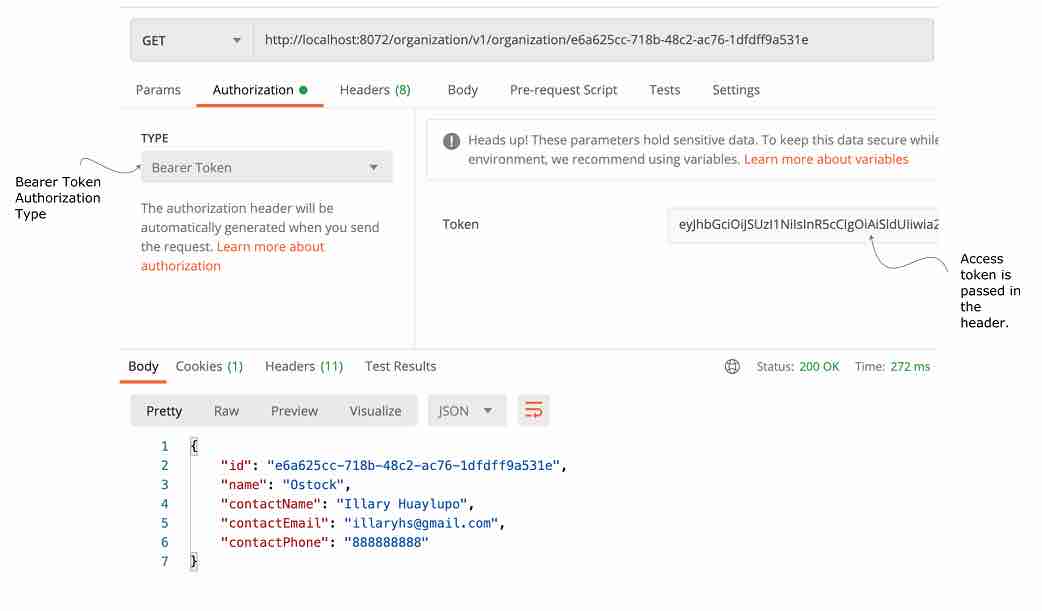 GET http://localhost:8072/organization/v1/organization/e6a625cc-718b-48c2-ac76-1dfdff9a531e
Params Authorization Headers (8) Body Pre-request Script Tests Settings
TYPE
Bearer Token
Bearer Token
Authorization
Type
The authorization header will be
automatically generated when you send
the request. Learn more about
authorization
Heads up! These parameters hold sensitive data. To keep this data secure while
environment, we recommend using variables. Learn more about variables
Token eyJhbGciOiJSUzI1NiIsInR5cCIgOiAiSldUIiwia2
Access
token is
passed in
the
header.
Body Cookies (1) Headers (11) Test Results Status: 200 OK Time: 272 ms
Pretty Raw Preview Visualize JSON
1 {
2 "id": "e6a625cc-718b-48c2-ac76-1dfdff9a531e",
3 "name": "Ostock",
4 "contactName": "Illary Huaylupo",
5 "contactEmail": "illaryhs@gmail.com",
6 "contactPhone": "888888888"
7 }